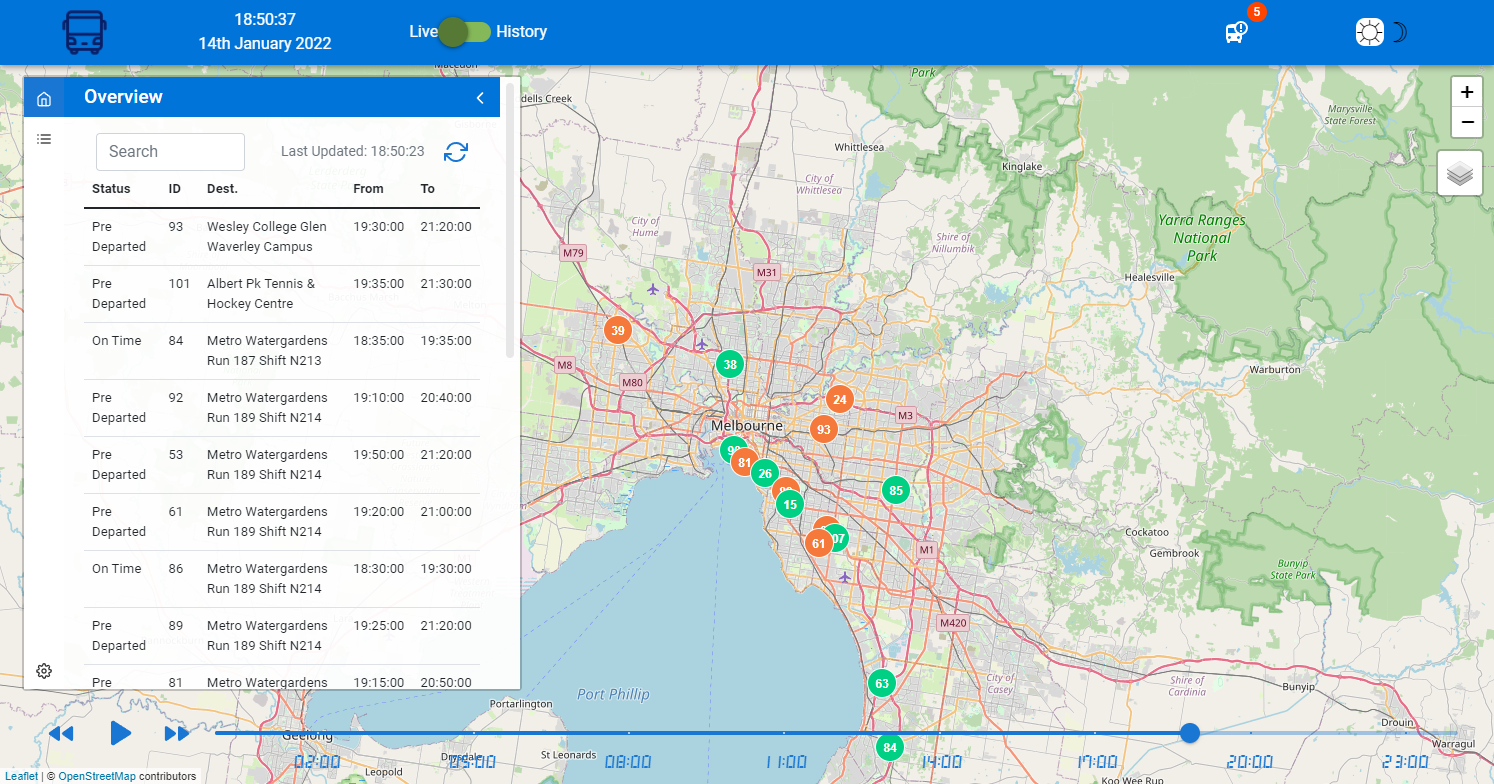 18:50:37
14th January 2022
Live
History
5
Overview
Search
Last Updated: 18:50:23
Status ID Dest. From To
Pre Departed 93 Wesley College Glen 19:30:00 21:20:00
Waverley Campus
Pre Departed 101 Albert Pk Tennis & 19:35:00 21:30:00
Hockey Centre
On Time 84 Metro Watergardens 18:35:00 19:35:00
Run 187 Shift N213
Pre Departed 92 Metro Watergardens 19:10:00 20:40:00
Run 189 Shift N214
Pre Departed 53 Metro Watergardens 19:50:00 21:20:00
Run 189 Shift N214
Pre Departed 61 Metro Watergardens 19:20:00 21:00:00
Run 189 Shift N214
On Time 86 Metro Watergardens 18:30:00 19:30:00
Run 189 Shift N214
Pre Departed 89 Metro Watergardens 19:25:00 21:20:00
Run 189 Shift N214
Pre 81 Metro Watergardens 19:15:00 20:50:00
+
−
dells Creek
Park
Marysville
State Forest
Whittlesea
Kinglake
City of
Whittlesea
Yarra Ranges
National
Park
City of
Hume
Shire of
Nillumbik
M79
M31
Healesville
39
38
M8
M80
Warburton
24
M3
93
Melbourne
81
26
85
15
61
07
M1
Cockatoo
Gembrook
Bunyip
State Park
M420
63
City of
Casey
Shire of
Cardinia
Bunyip
Port Phillip
Portarlington
Drouin
Warragul
Geelong
84
St Leonards
Drysdale
Leopold
Koo Wee Rup
02:00
05:00
08:00
11:00
14:00
17:00
20:00
23:00
Leaflet | © OpenStreetMap contributors